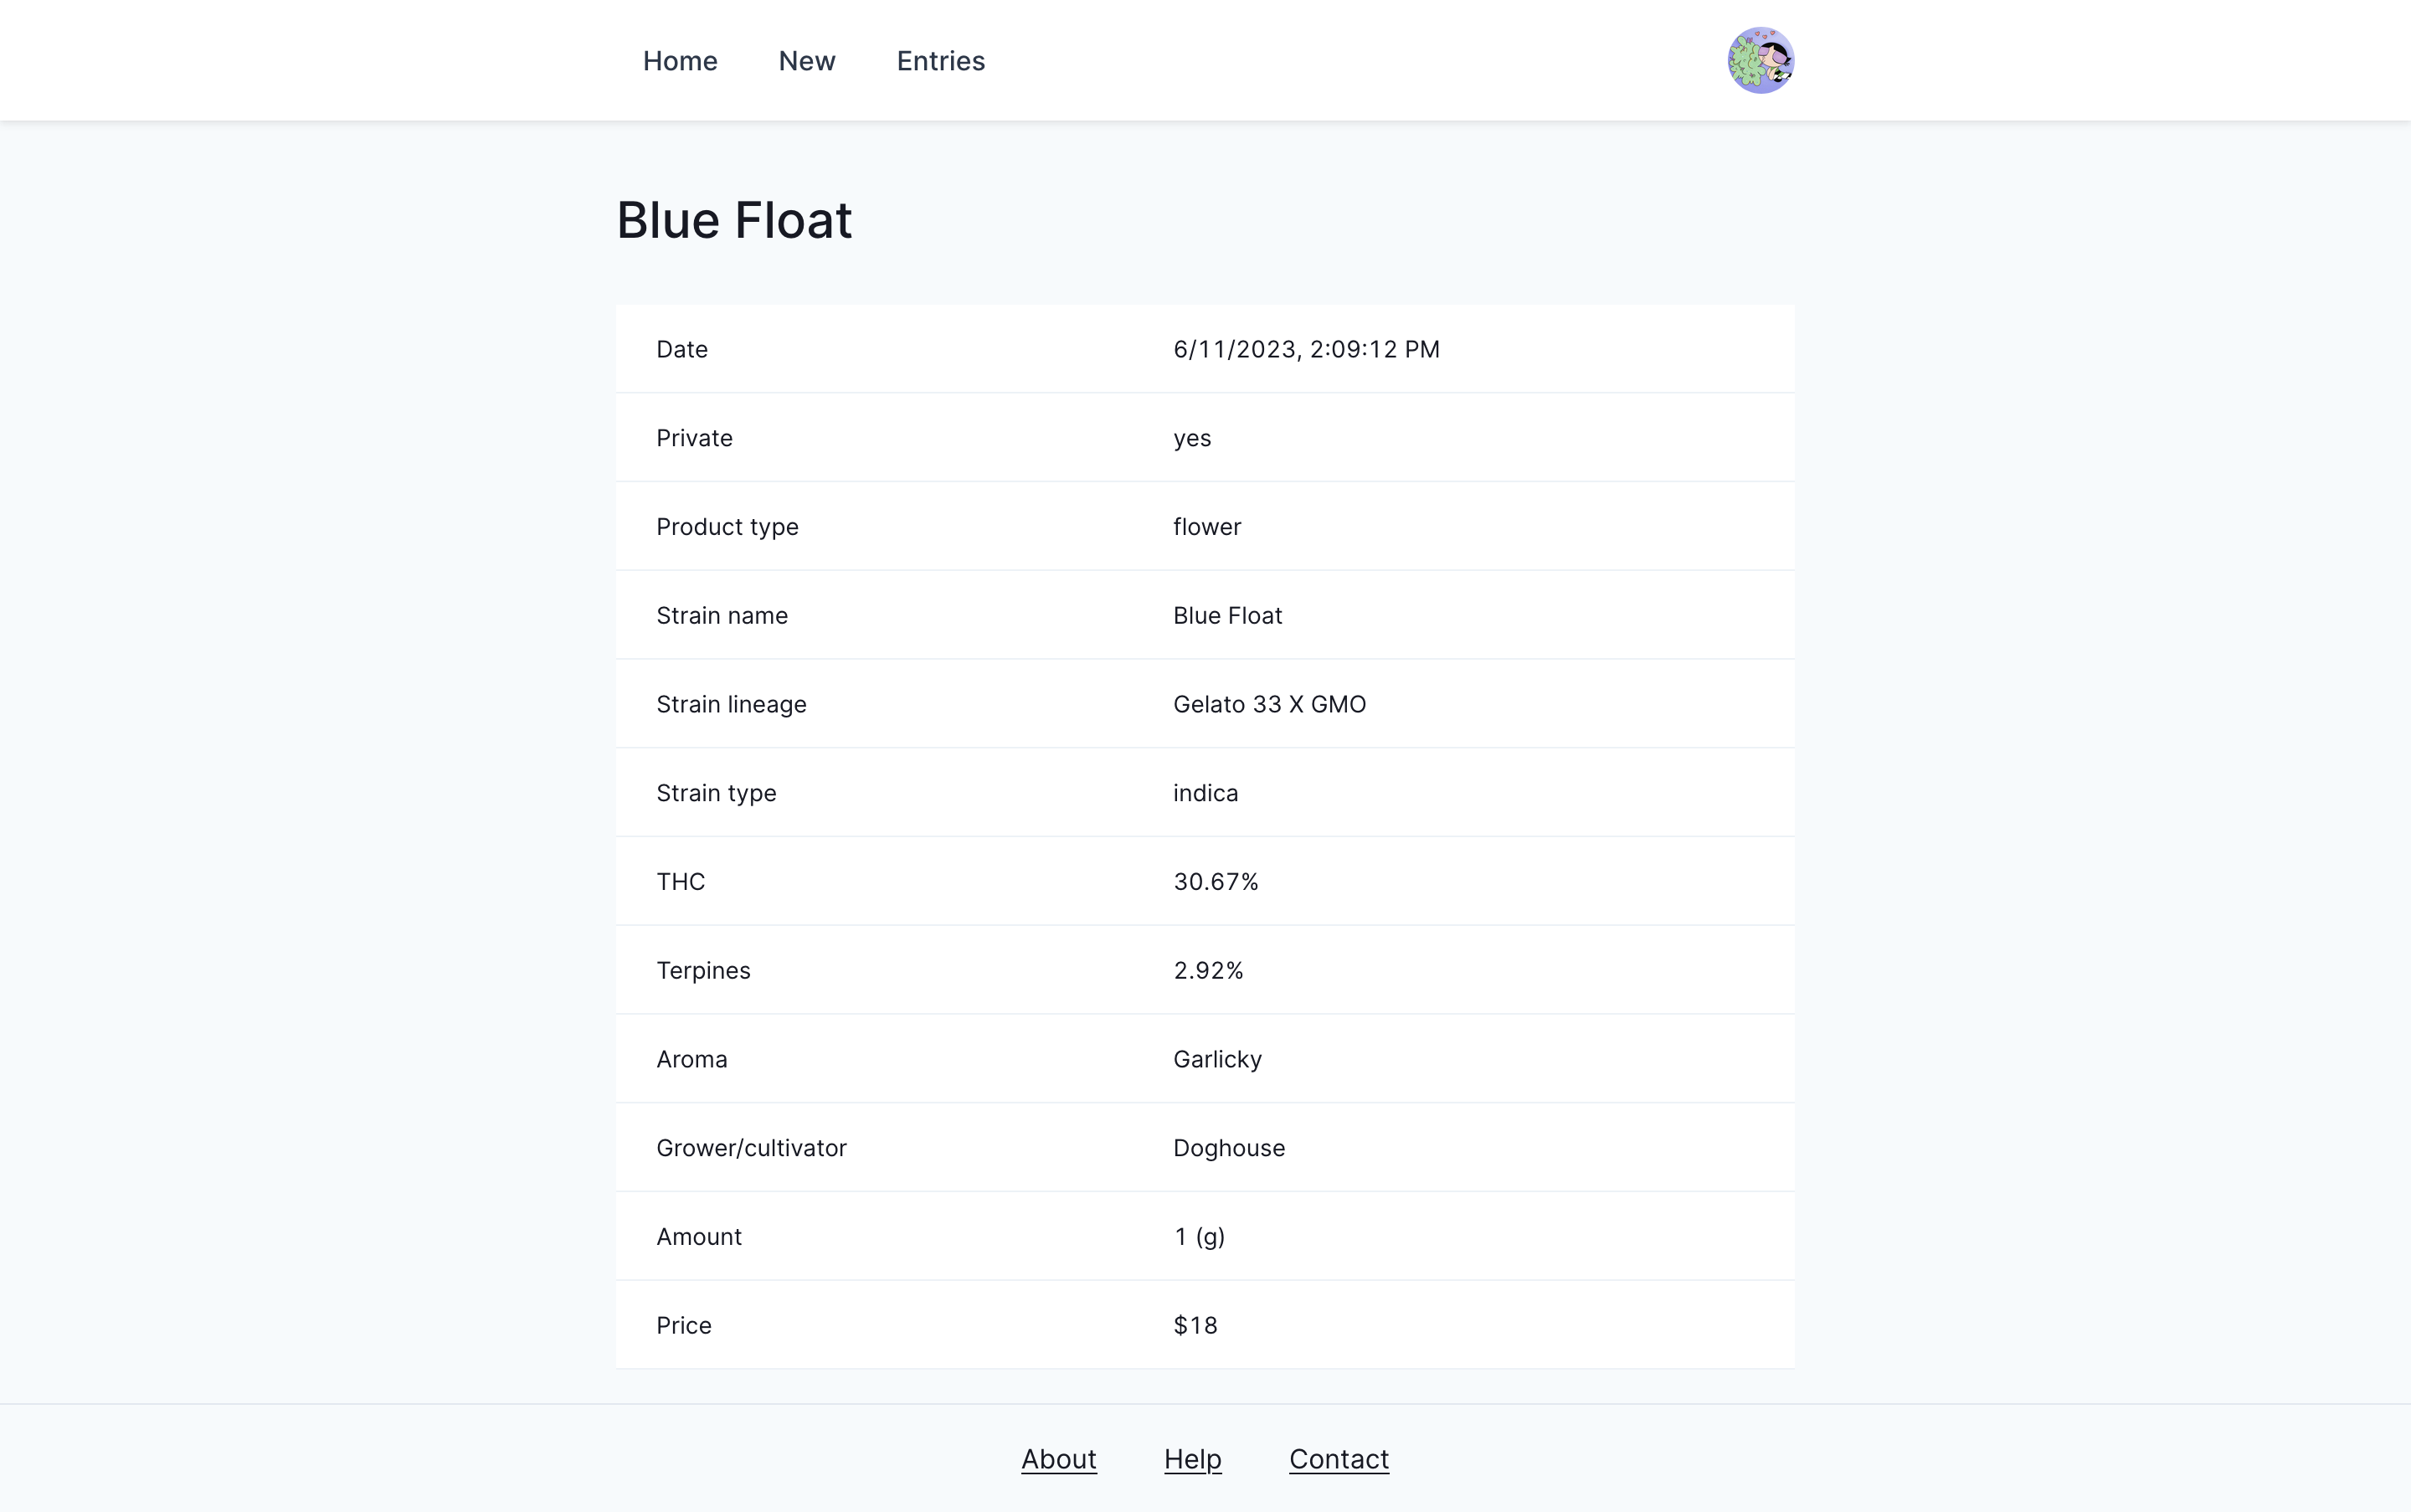 Home New Entries
Blue Float
Date 6/11/2023, 2:09:12 PM
Private yes
Product type flower
Strain name Blue Float
Strain lineage Gelato 33 X GMO
Strain type indica
THC 30.67%
Terpines 2.92%
Aroma Garlicky
Grower/cultivator Doghouse
Amount 1 (g)
Price $18
About Help Contact